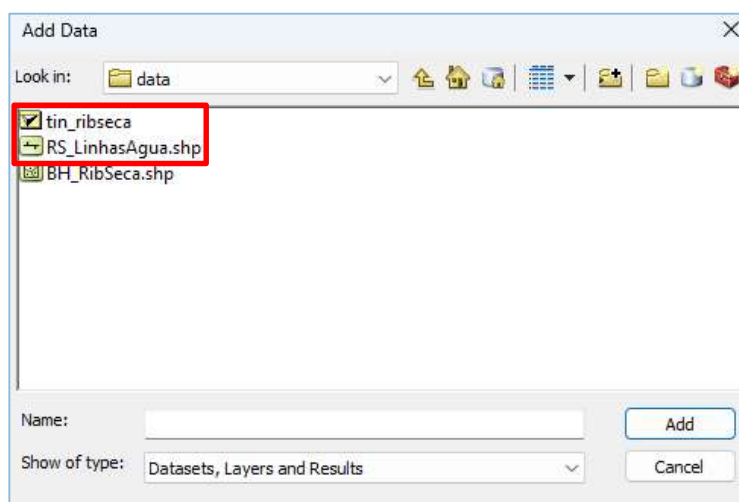 Add Data
Look in: data
tin_ribseca
RS_LinhasAgua.shp
BH_RibSeca.shp
Name: Add
Show of type: Datasets, Layers and Results Cancel